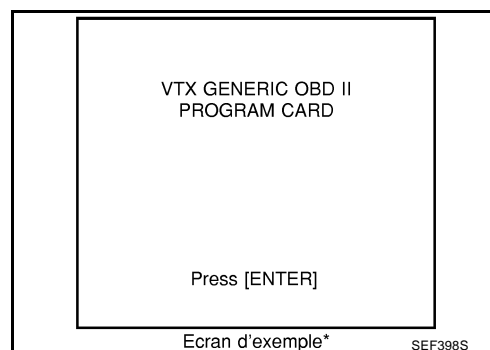 VTX GENERIC OBD II
PROGRAM CARD
Press [ENTER]
Ecran d'exemple*
SEF398S